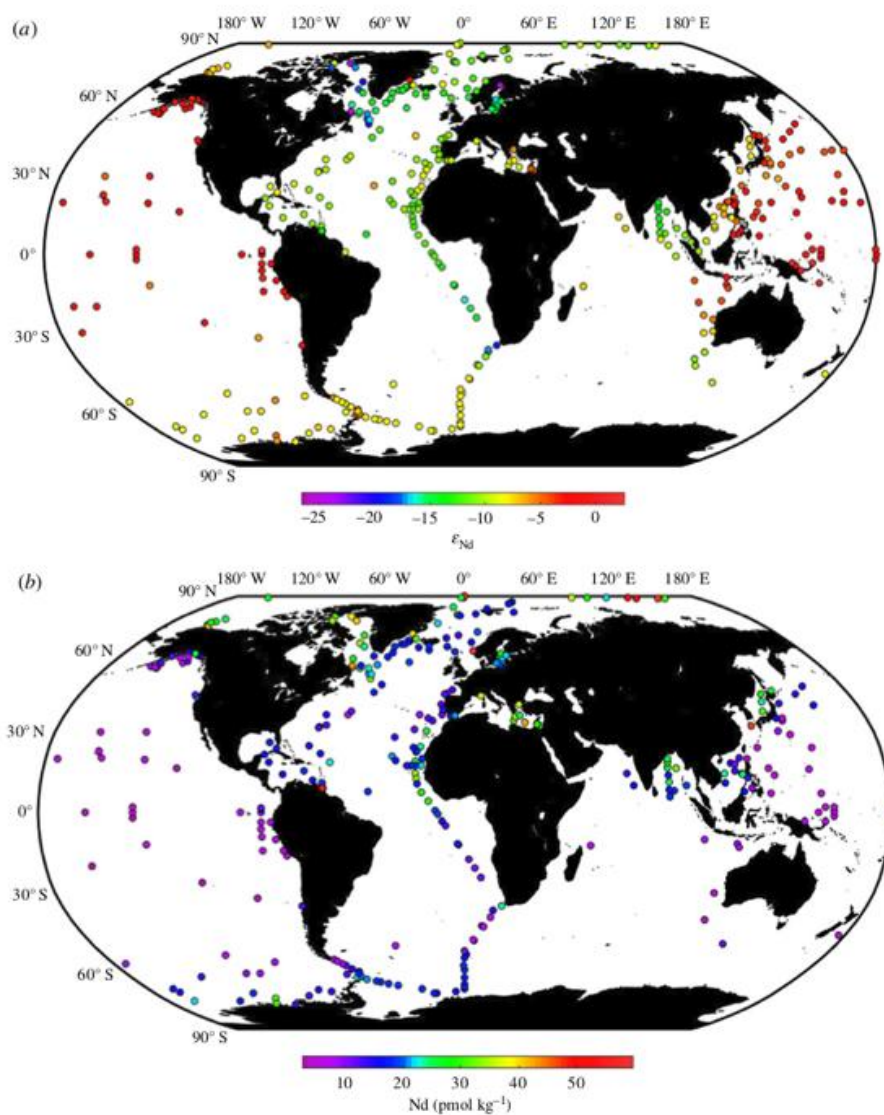 (a)
180° W 120° W 60° W 0° 60° E 120° E 180° E
90° N
60° N
30° N
0°
30° S
60° S
90° S
–25 –20 –15 –10 –5 0
εNd
(b)
180° W 120° W 60° W 0° 60° E 120° E 180° E
90° N
60° N
30° N
0°
30° S
60° S
90° S
10 20 30 40 50
Nd (pmol kg⁻¹)